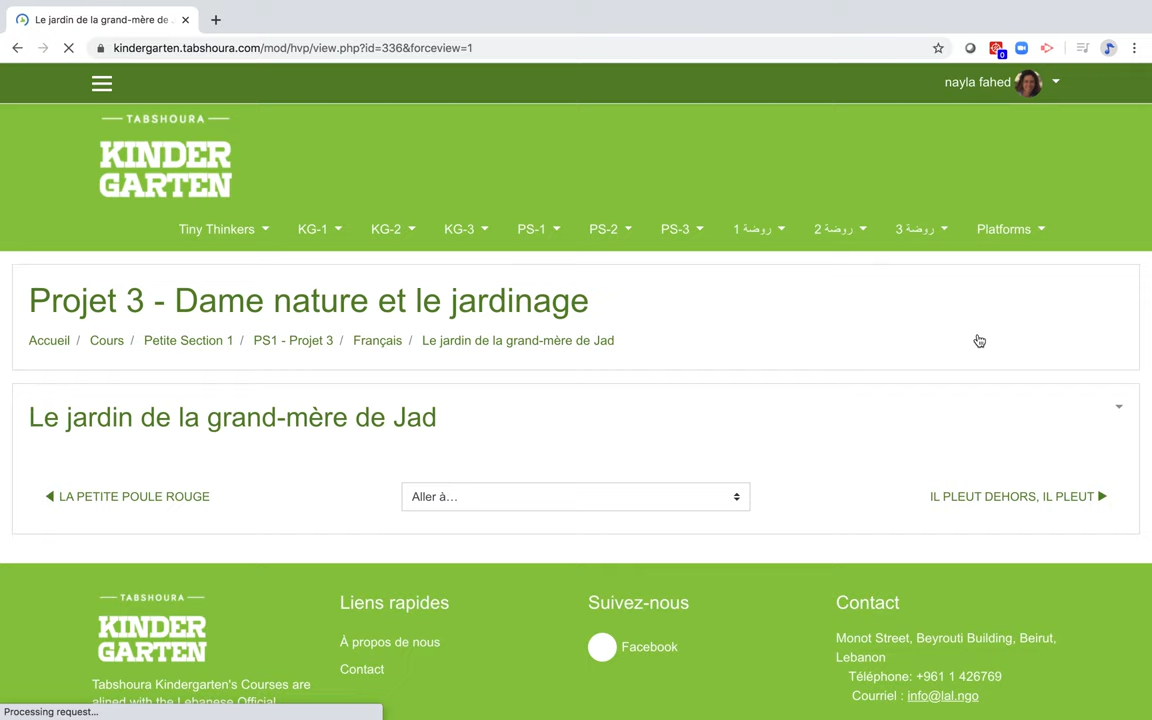 Le jardin de la grand-mère de
kindergarten.tabshoura.com/mod/hvp/view.php?id=336&forceview=1
0
nayla fahed
TABSHOURA
KINDER
GARTEN
Tiny Thinkers KG-1 KG-2 KG-3 PS-1 PS-2 PS-3 روضة 1 روضة 2 روضة 3 Platforms
Projet 3 - Dame nature et le jardinage
Accueil / Cours / Petite Section 1 / PS1 - Projet 3 / Français / Le jardin de la grand-mère de Jad
Le jardin de la grand-mère de Jad
LA PETITE POULE ROUGE Aller à... IL PLEUT DEHORS, IL PLEUT
TABSHOURA
KINDER
GARTEN
Tabshoura Kindergarten's Courses are
alined with the Lebanese Official
Liens rapides
À propos de nous
Contact
Suivez-nous
Facebook
Contact
Monot Street, Beyrouti Building, Beirut,
Lebanon
Téléphone: +961 1 426769
Courriel : info@lal.ngo
Processing request...